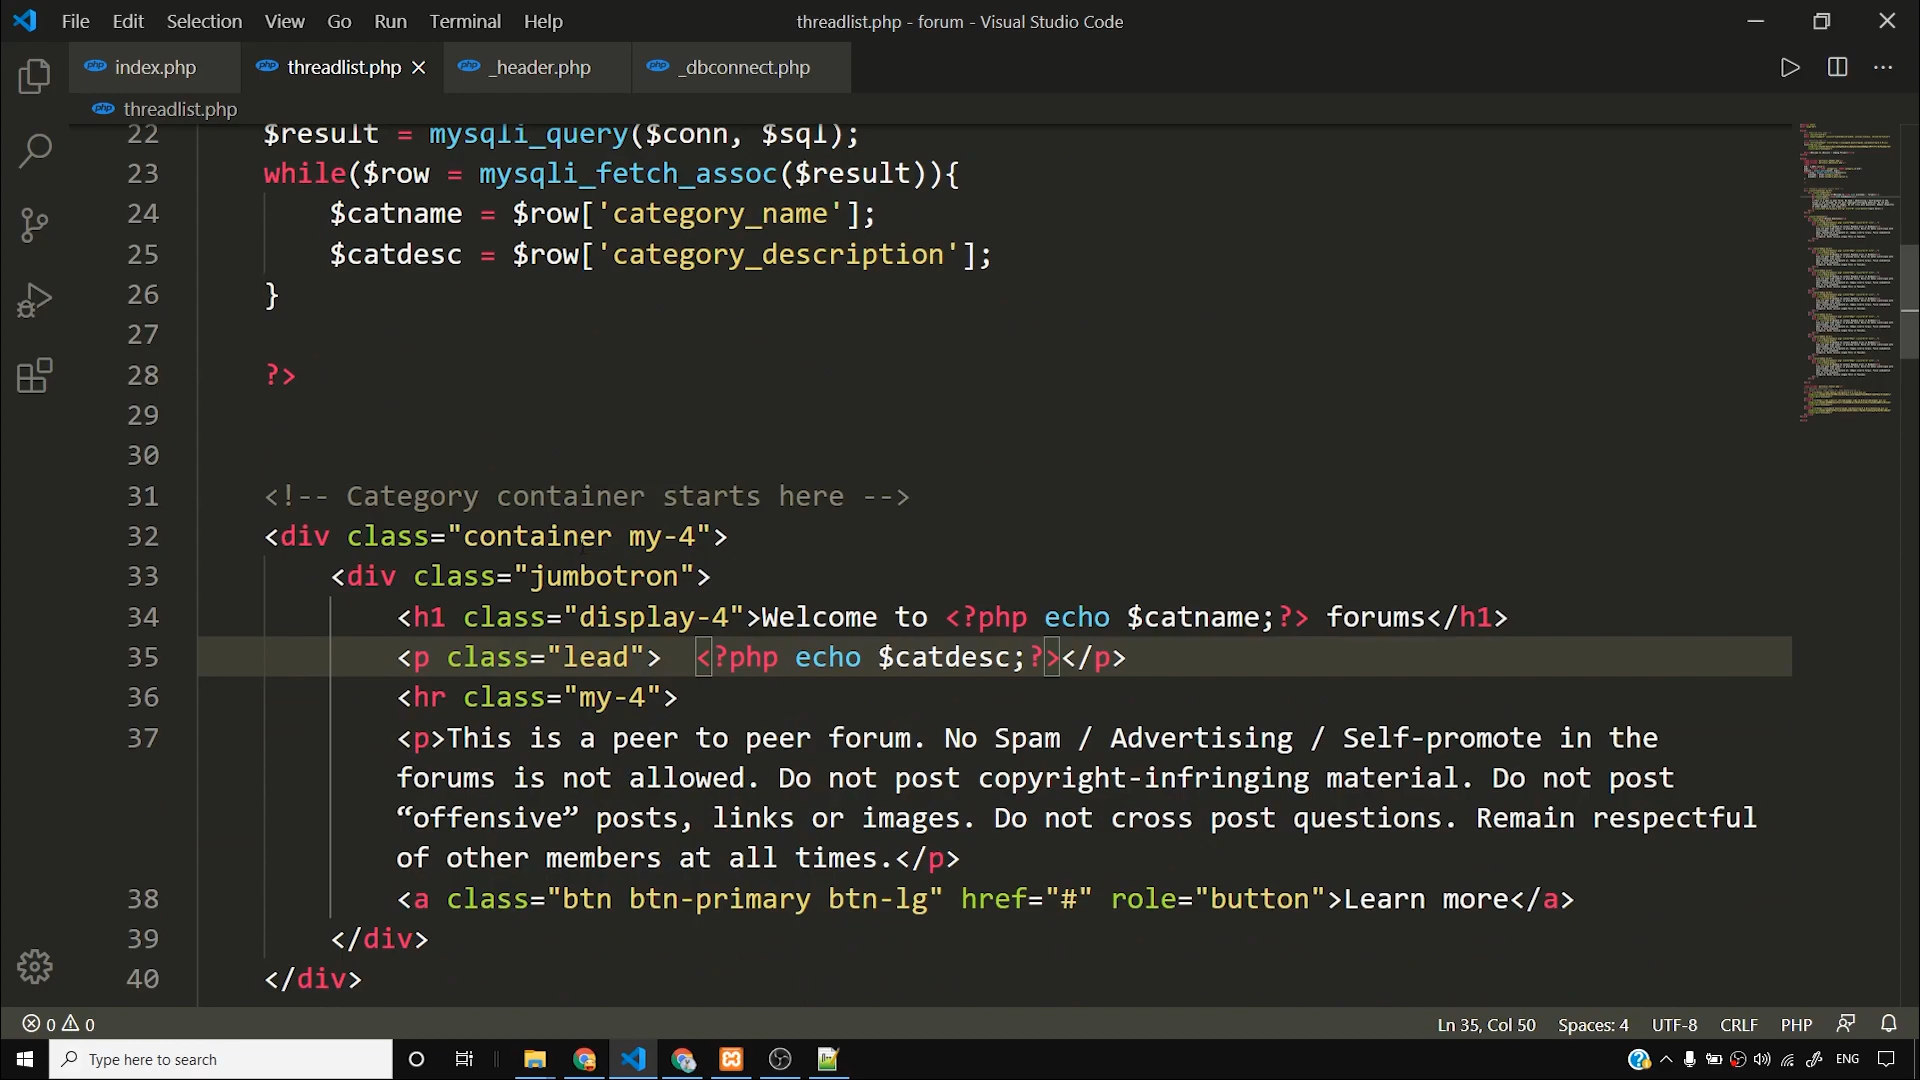 File Edit Selection View Go Run Terminal Help
threadlist.php - forum - Visual Studio Code
index.php threadlist.php _header.php _dbconnect.php
threadlist.php
22 $result = mysqli_query($conn, $sql);
23 while($row = mysqli_fetch_assoc($result)){
24 $catname = $row['category_name'];
25 $catdesc = $row['category_description'];
26 }
27
28 ?>
29
30
31 <!-- Category container starts here -->
32 <div class="container my-4">
33 <div class="jumbotron">
34 <h1 class="display-4">Welcome to <?php echo $catname;?> forums</h1>
35 <p class="lead">  <?php echo $catdesc;?></p>
36 <hr class="my-4">
37 <p>This is a peer to peer forum. No Spam / Advertising / Self-promote in the
forums is not allowed. Do not post copyright-infringing material. Do not post
“offensive” posts, links or images. Do not cross post questions. Remain respectful
of other members at all times.</p>
38 <a class="btn btn-primary btn-lg" href="#" role="button">Learn more</a>
39 </div>
40 </div>
0 0 Ln 35, Col 50 Spaces: 4 UTF-8 CRLF PHP
Type here to search ENG